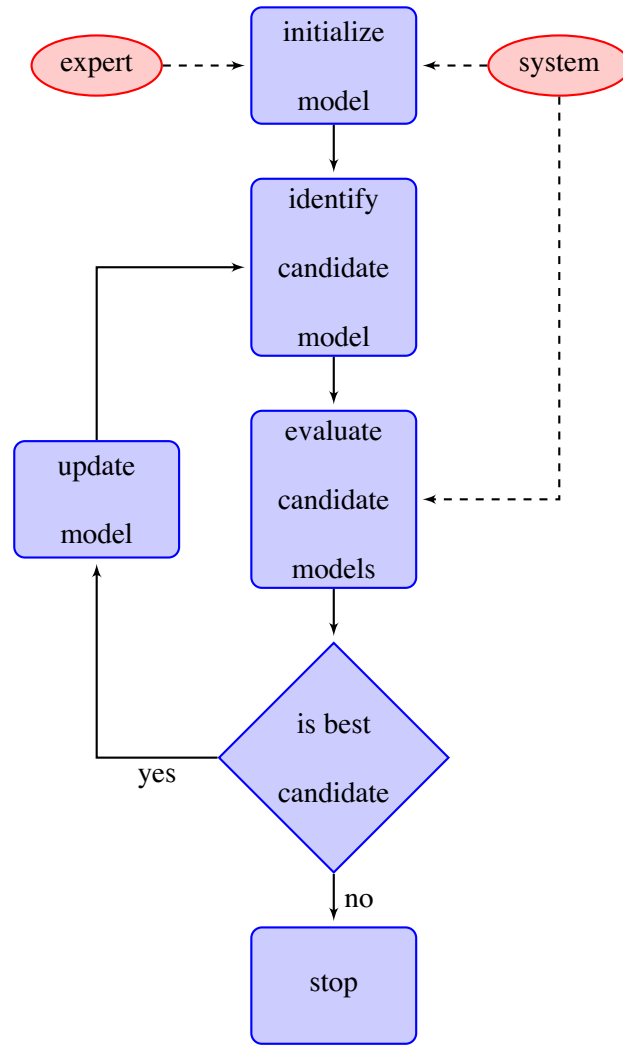 initialize
model
expert
system
identify
candidate
model
evaluate
candidate
models
update
model
is best
candidate
yes
no
stop